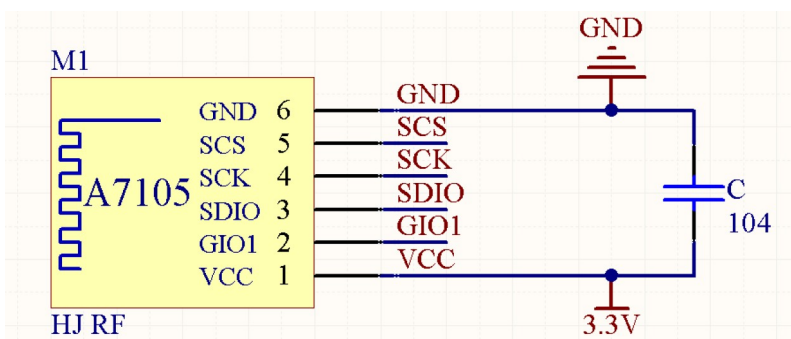 GND
M1
GND 6 GND
SCS 5 SCS
SCK 4 SCK
A7105
SDIO 3 SDIO
C
104
GIO1 2 GIO1
VCC 1 VCC
HJ RF
3.3V